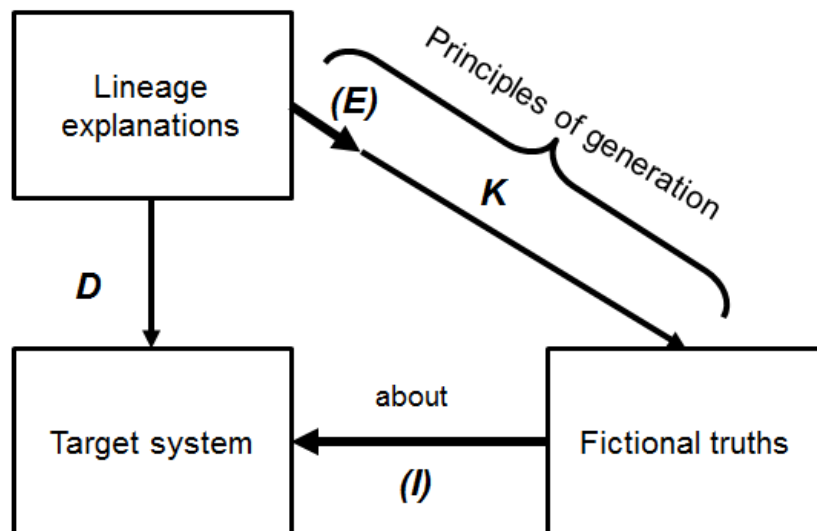 Lineage
explanations
(E)
Principles of generation
K
D
Target system
about
(I)
Fictional truths